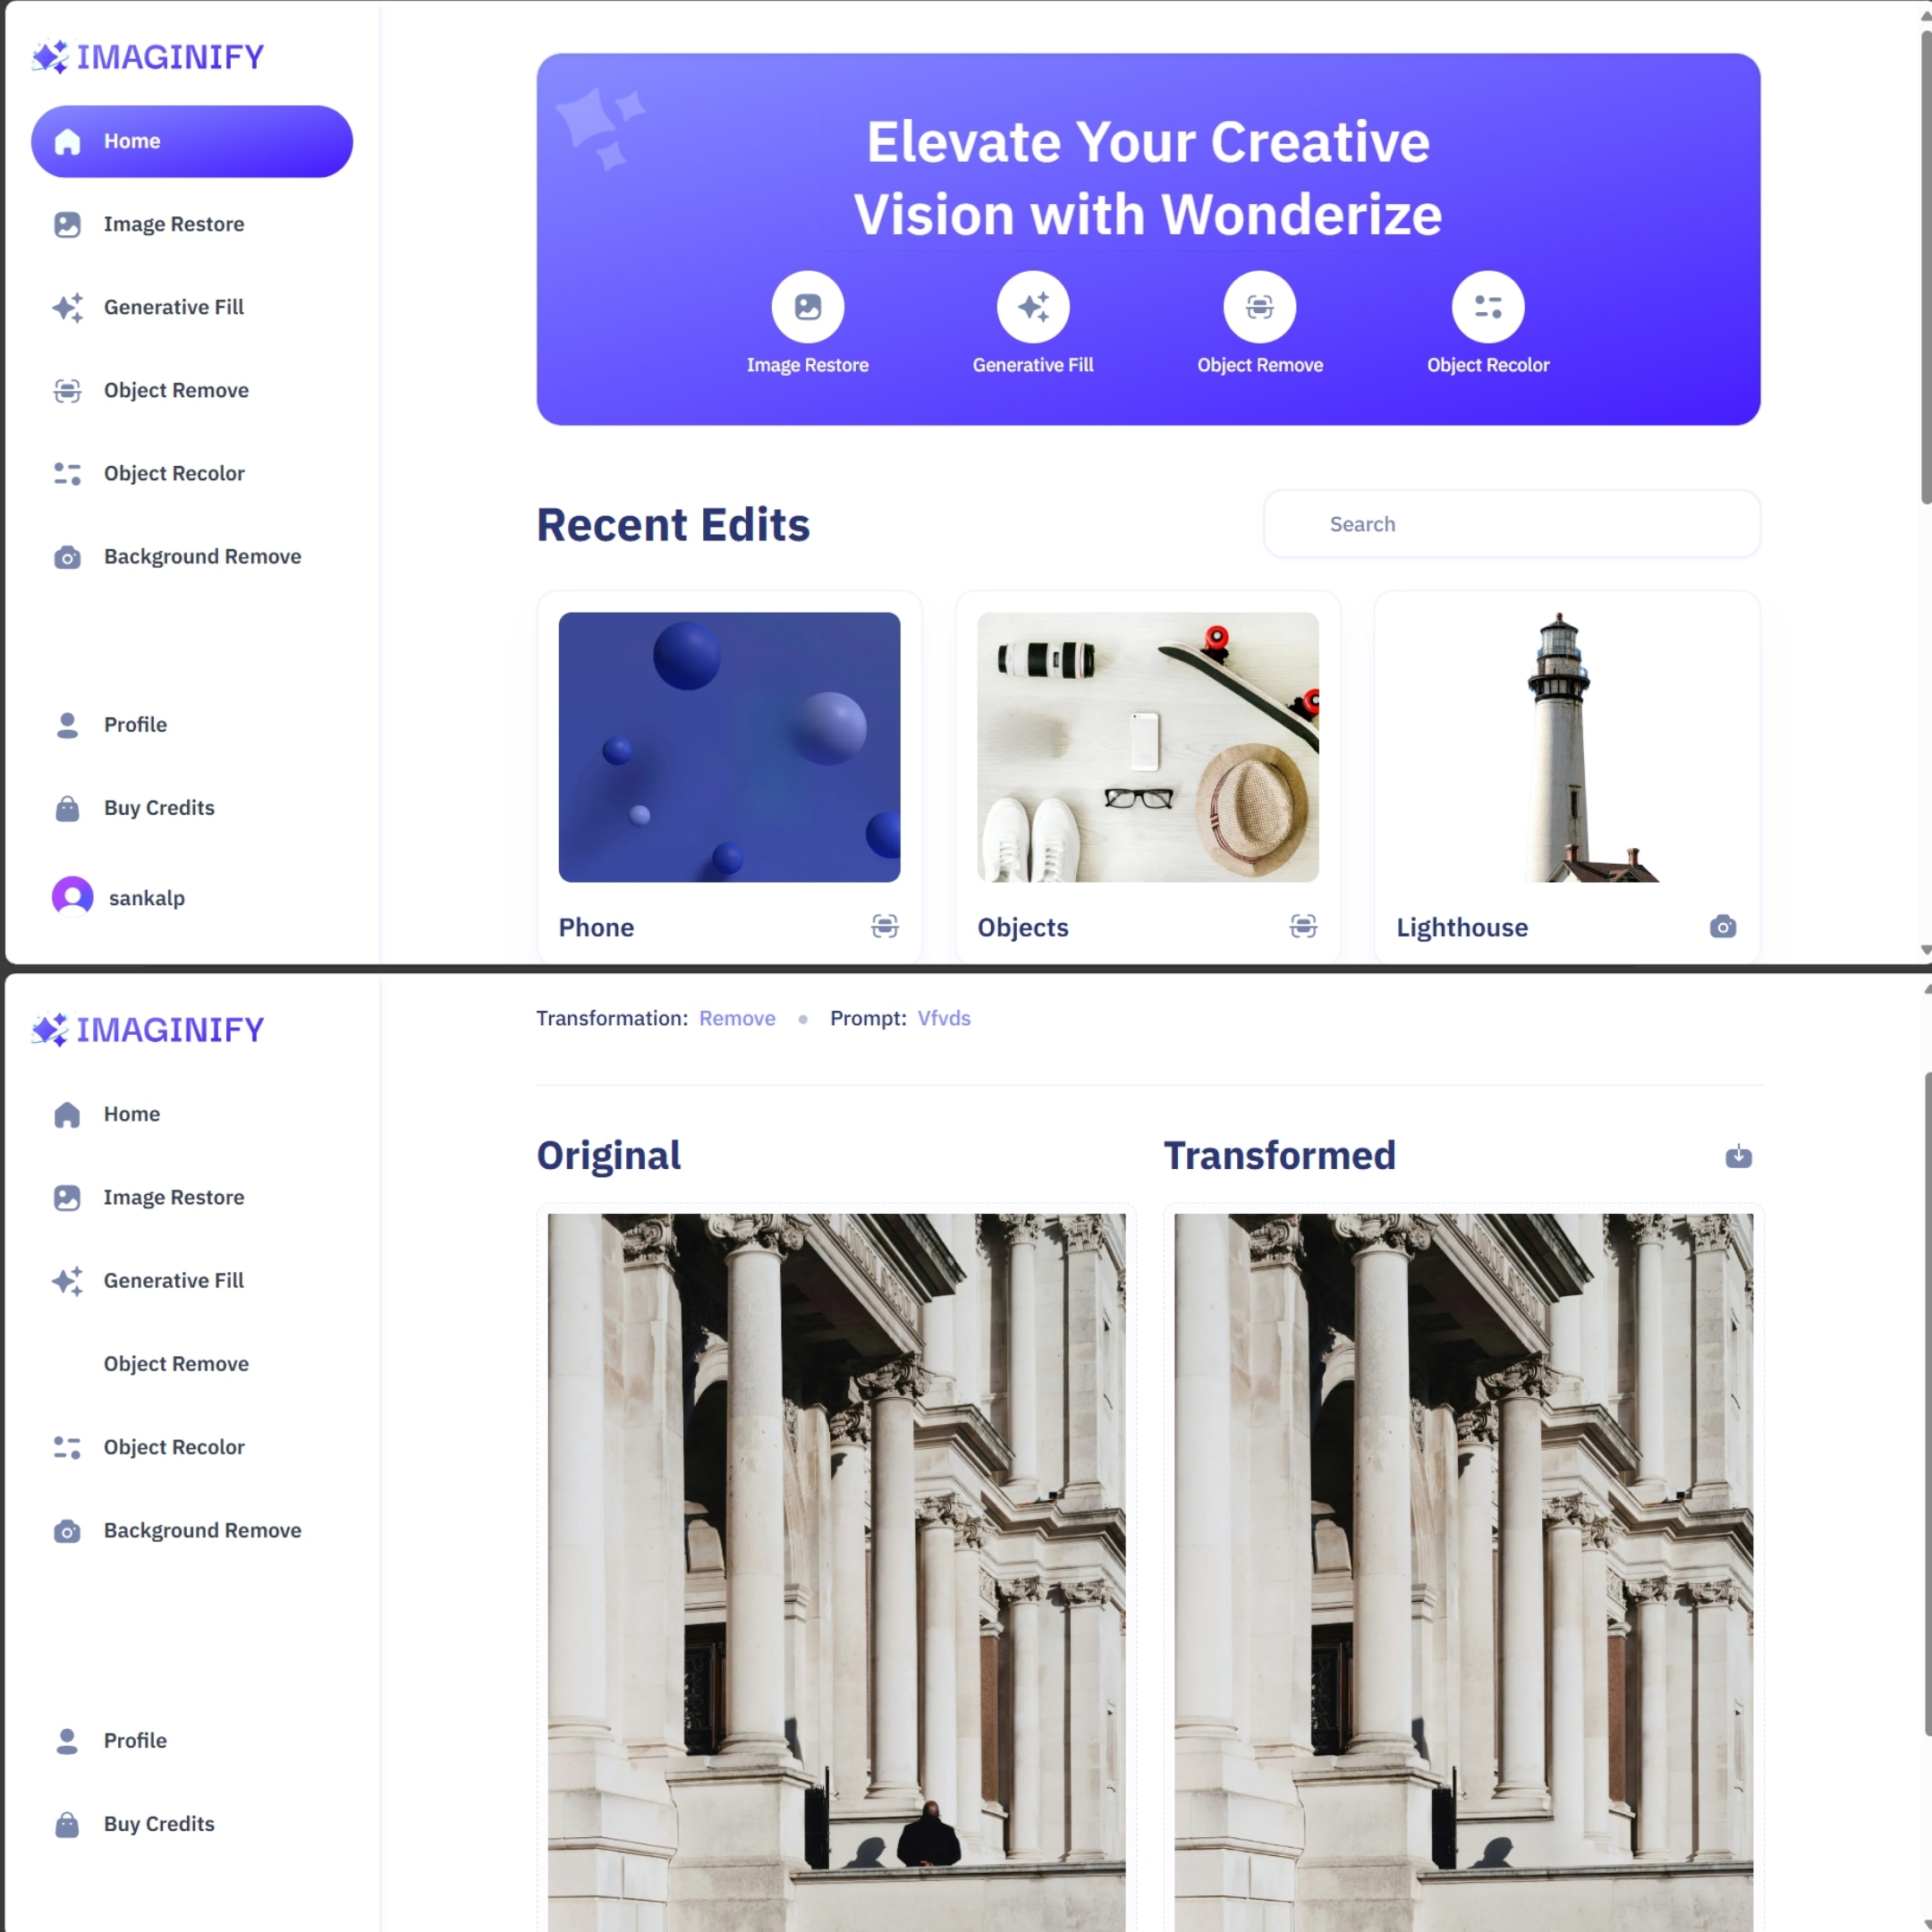 IMAGINIFY
Home
Image Restore
Generative Fill
Object Remove
Object Recolor
Background Remove
Profile
Buy Credits
sankalp
Elevate Your Creative
Vision with Wonderize
Image Restore
Generative Fill
Object Remove
Object Recolor
Recent Edits
Search
Phone
Objects
Lighthouse
IMAGINIFY
Home
Image Restore
Generative Fill
Object Remove
Object Recolor
Background Remove
Profile
Buy Credits
Transformation: Remove • Prompt: Vfvds
Original
Transformed